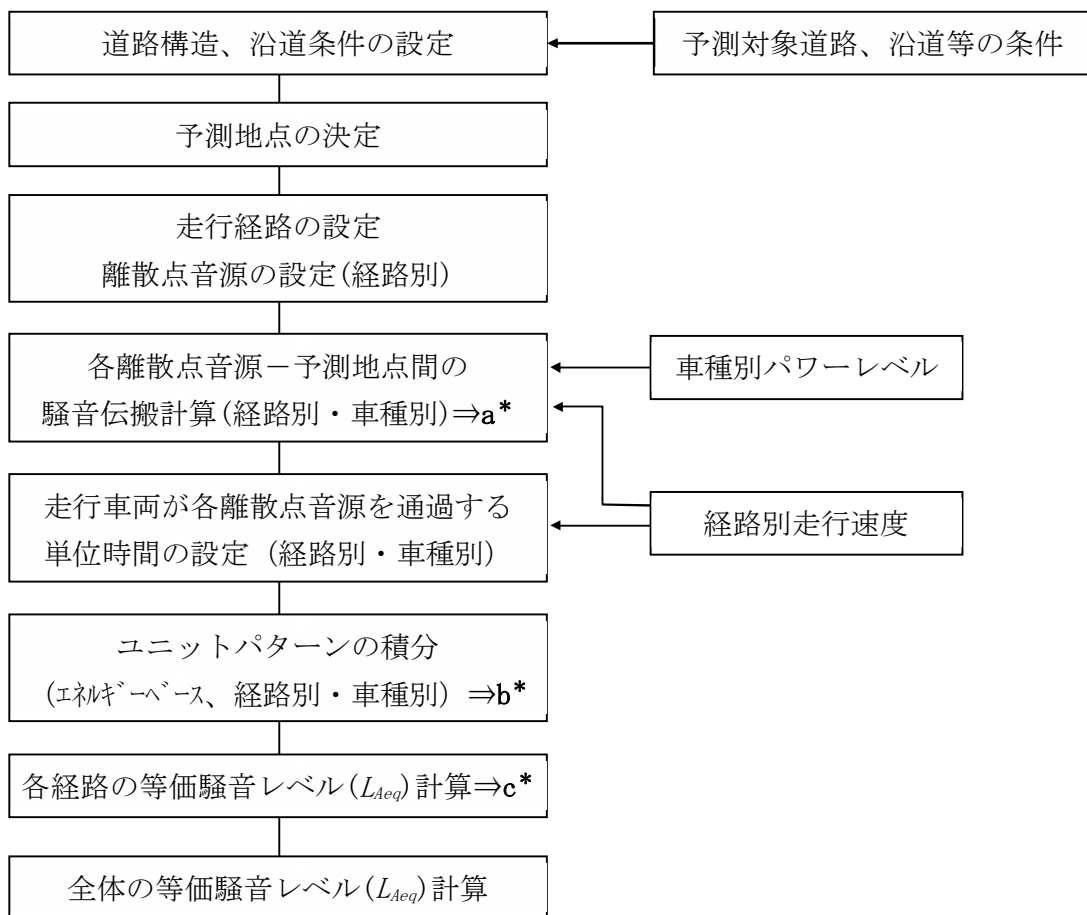 道路構造、沿道条件の設定
予測対象道路、沿道等の条件
予測地点の決定
走行経路の設定
離散点音源の設定(経路別)
各離散点音源－予測地点間の
騒音伝搬計算(経路別・車種別)⇒a*
車種別パワーレベル
走行車両が各離散点音源を通過する
単位時間の設定 (経路別・車種別)
経路別走行速度
ユニットパターンの積分
(ｴﾈﾙｷﾞｰﾍﾞｰｽ、経路別・車種別) ⇒b*
各経路の等価騒音レベル(LAeq)計算⇒c*
全体の等価騒音レベル(LAeq)計算